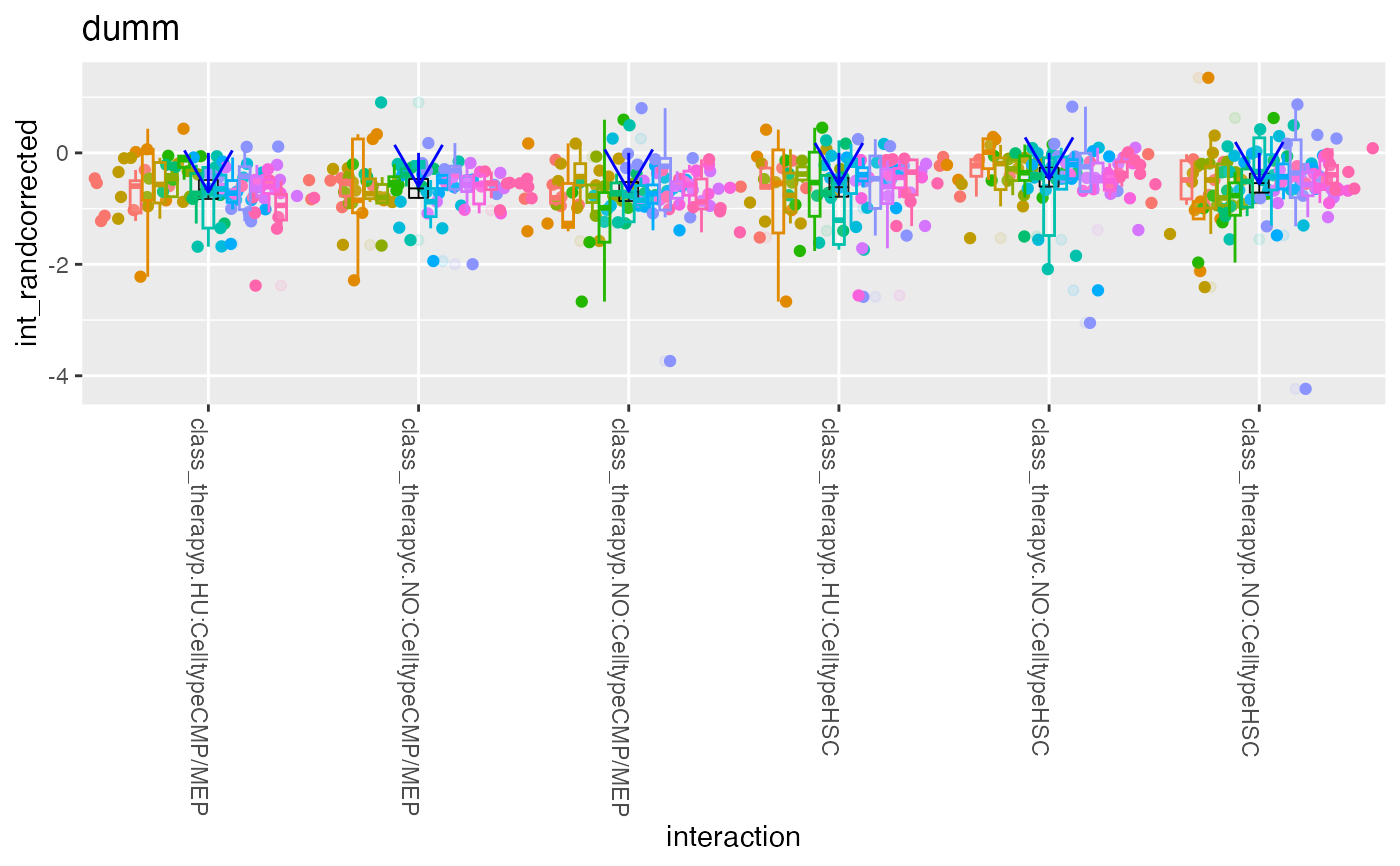 dumm
int_randcorrected
0
-2
-4
class_therapyp.HU:CelltypeCMP/MEP
class_therapyc.NO:CelltypeCMP/MEP
class_therapyp.NO:CelltypeCMP/MEP
class_therapyp.HU:CelltypeHSC
class_therapyc.NO:CelltypeHSC
class_therapyp.NO:CelltypeHSC
interaction